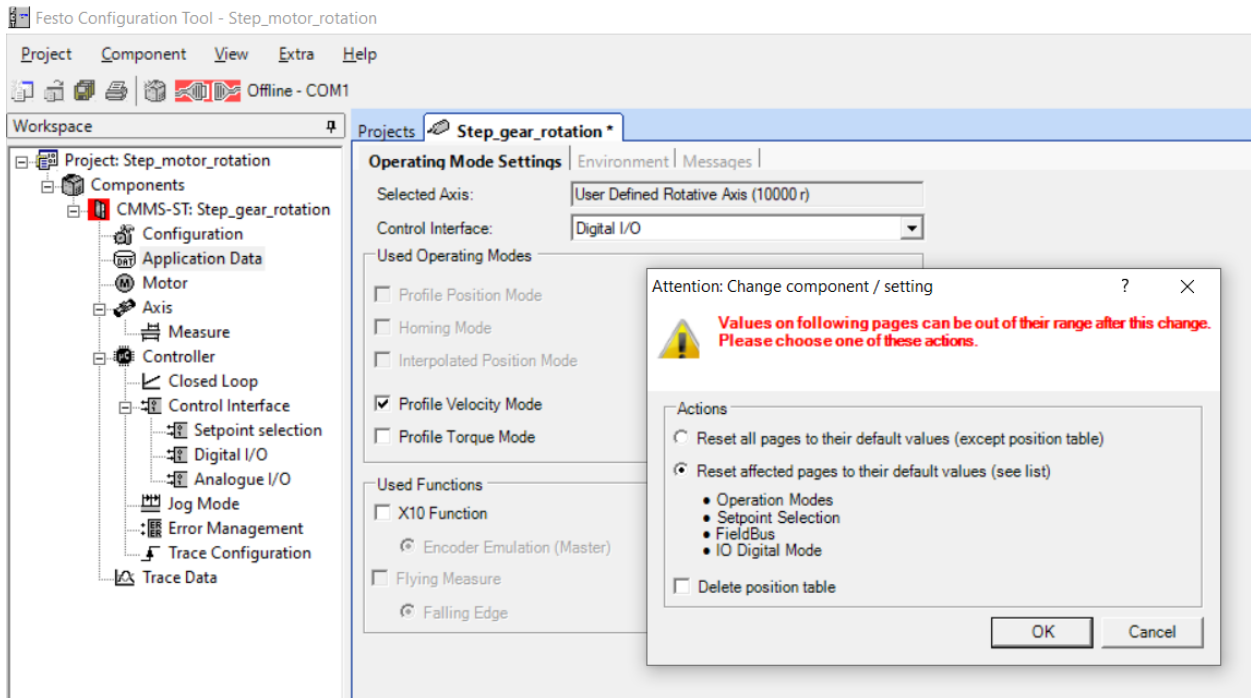 Festo Configuration Tool - Step_motor_rotation
Project Component View Extra Help
Offline - COM1
Workspace
Project: Step_motor_rotation
Components
CMMS-ST: Step_gear_rotation
Configuration
Application Data
Motor
Axis
Measure
Controller
Closed Loop
Control Interface
Setpoint selection
Digital I/O
Analogue I/O
Jog Mode
Error Management
Trace Configuration
Trace Data
Projects Step_gear_rotation *
Operating Mode Settings Environment Messages
Selected Axis: User Defined Rotative Axis (10000 r)
Control Interface: Digital I/O
Used Operating Modes
Profile Position Mode
Homing Mode
Interpolated Position Mode
Profile Velocity Mode
Profile Torque Mode
Used Functions
X10 Function
Encoder Emulation (Master)
Flying Measure
Falling Edge
Attention: Change component / setting ?
Values on following pages can be out of their range after this change.
Please choose one of these actions.
Actions
Reset all pages to their default values (except position table)
Reset affected pages to their default values (see list)
• Operation Modes
• Setpoint Selection
• FieldBus
• IO Digital Mode
Delete position table
OK Cancel